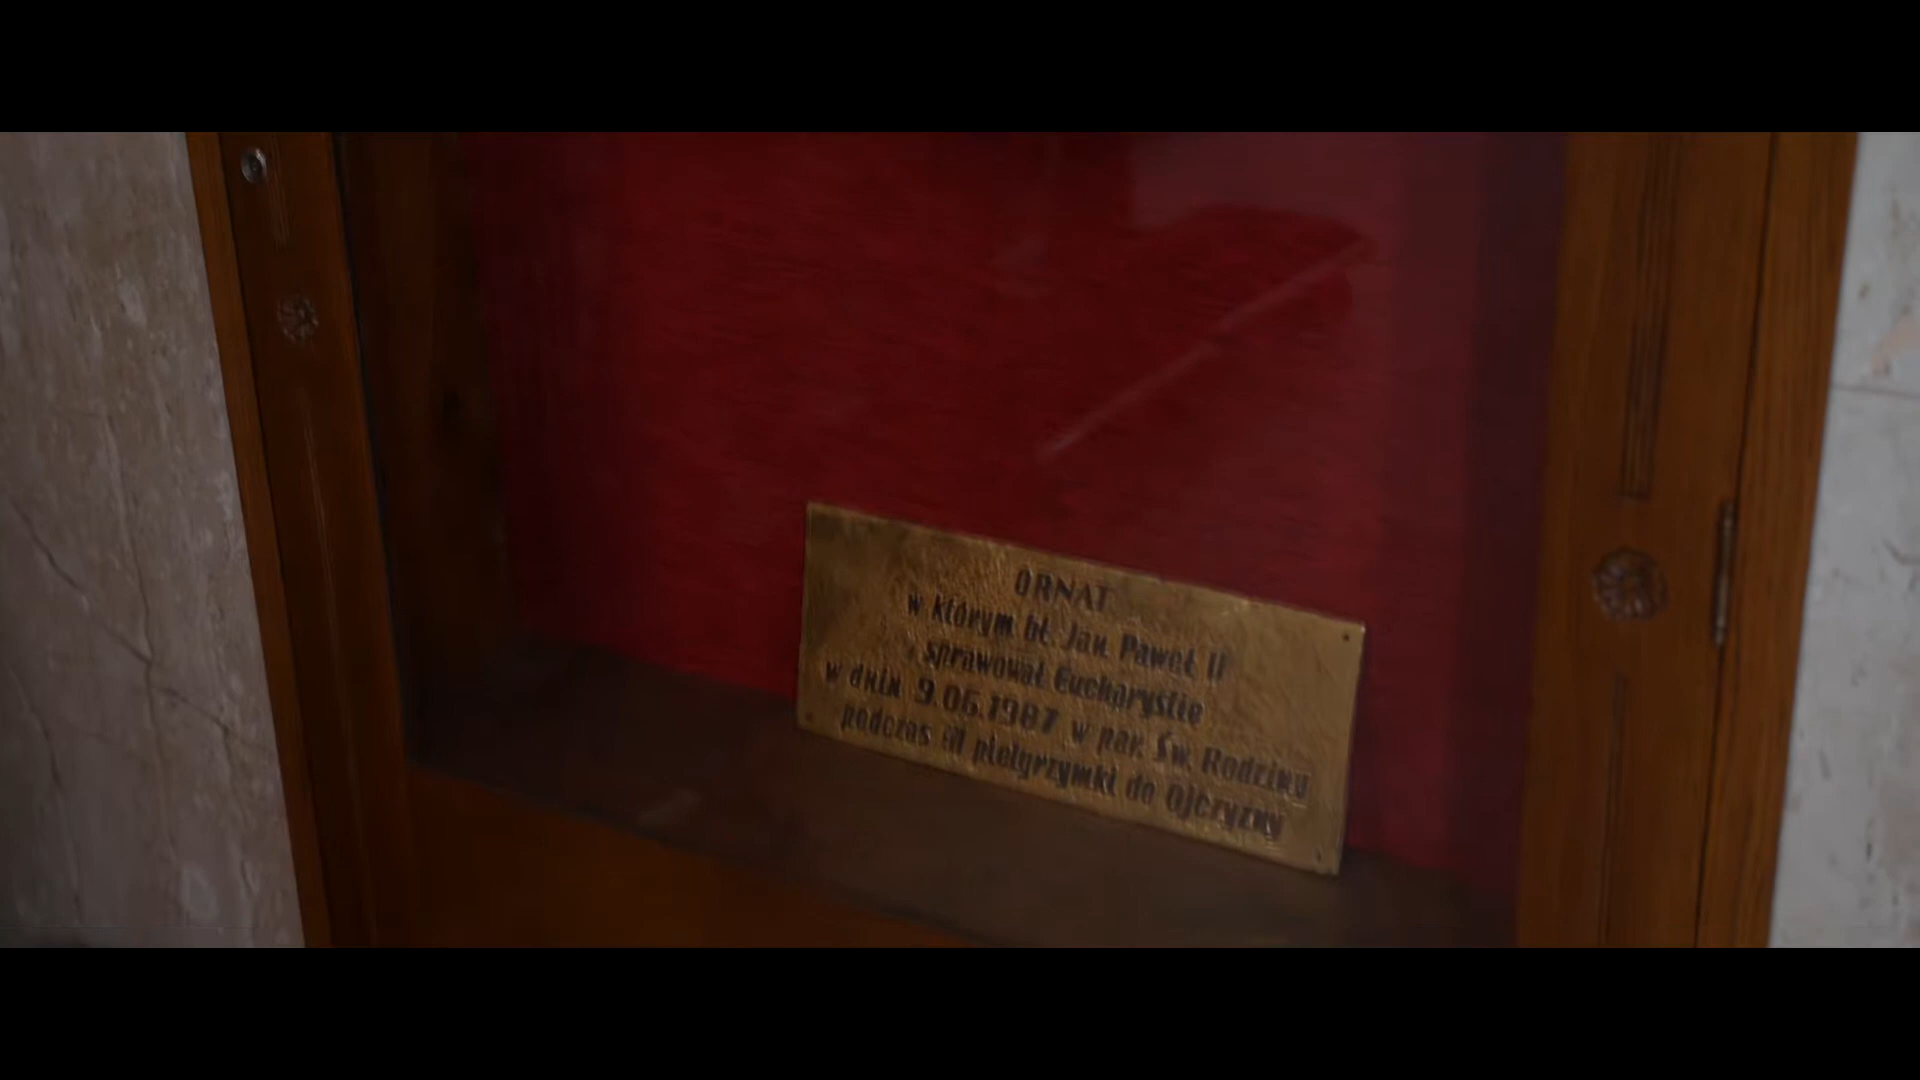 ORNAT
w którym bł. Jan Paweł II
sprawował Eucharystię
w dniu 9.06.1987 w par. Św. Rodziny
podczas III pielgrzymki do Ojczyzny